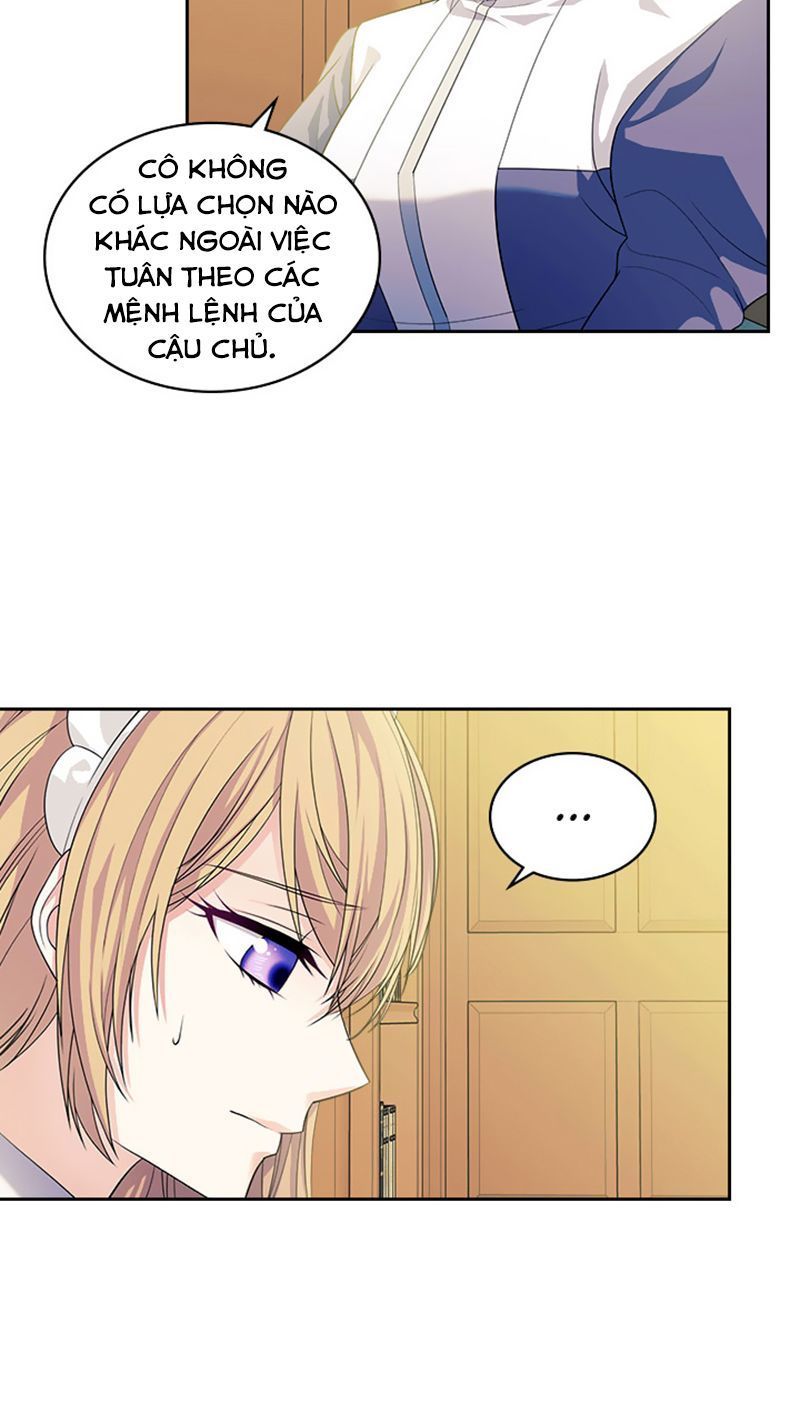 CÔ KHÔNG
CÓ LỰA CHỌN NÀO
KHÁC NGOÀI VIỆC
TUÂN THEO CÁC
MỆNH LỆNH CỦA
CẬU CHỦ.
...